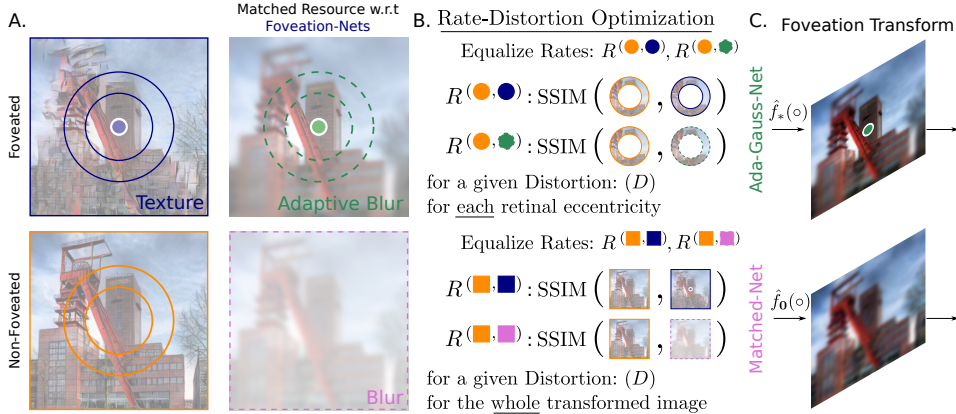 A.
Matched Resource w.r.t
Foveation-Nets
Foveated
Texture
Adaptive Blur
Non-Foveated
Blur
B.
Rate-Distortion Optimization
Equalize Rates: R^(●,●), R^(●,●)
R^(●,●) : SSIM ( , )
R^(●,●) : SSIM ( , )
for a given Distortion: (D)
for each retinal eccentricity
Equalize Rates: R^(■,■), R^(■,■)
R^(■,■) : SSIM ( , )
R^(■,■) : SSIM ( , )
for a given Distortion: (D)
for the whole transformed image
C.
Foveation Transform
Ada-Gauss-Net
f̂_*(○)
Matched-Net
f̂_0(○)